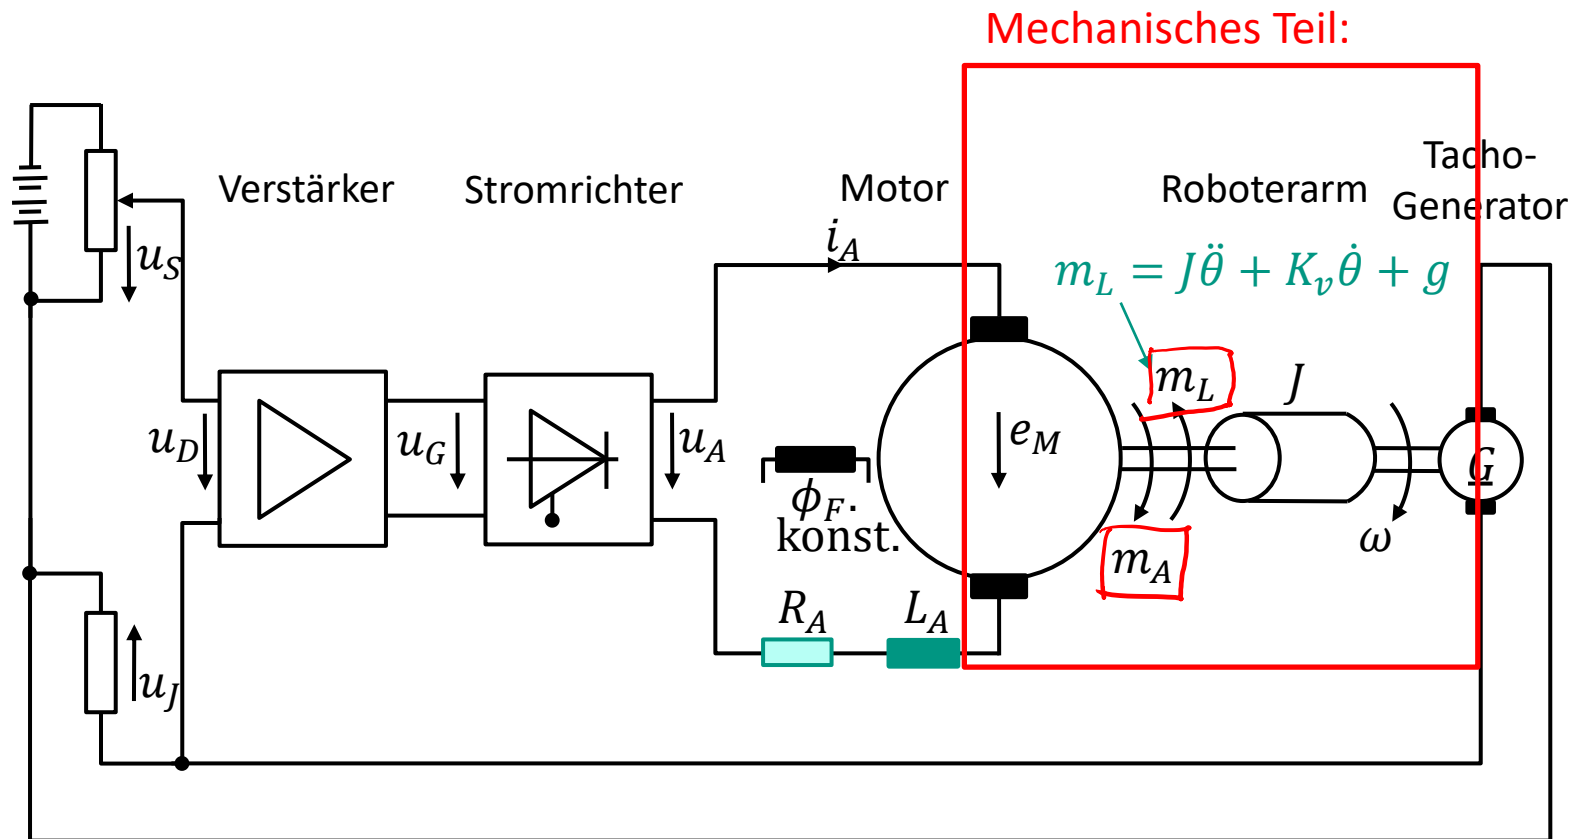 Mechanisches Teil:
Verstärker
Stromrichter
Motor
Roboterarm
Tacho-
Generator
u_S
i_A
m_L = Jθ̈ + K_vθ̇ + g
m_L
J
u_D
u_G
u_A
e_M
G
ϕ_F.
konst.
m_A
ω
R_A
L_A
u_J